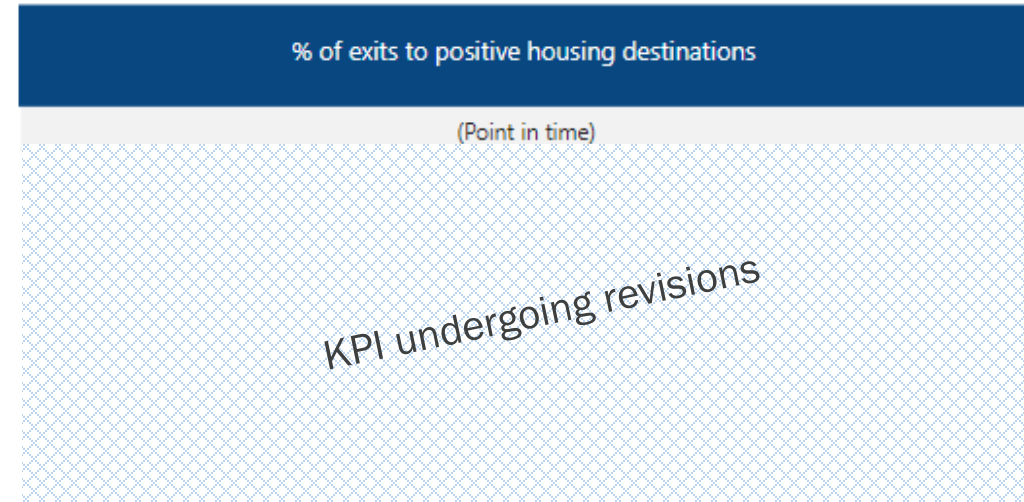 % of exits to positive housing destinations
(Point in time)
KPI undergoing revisions